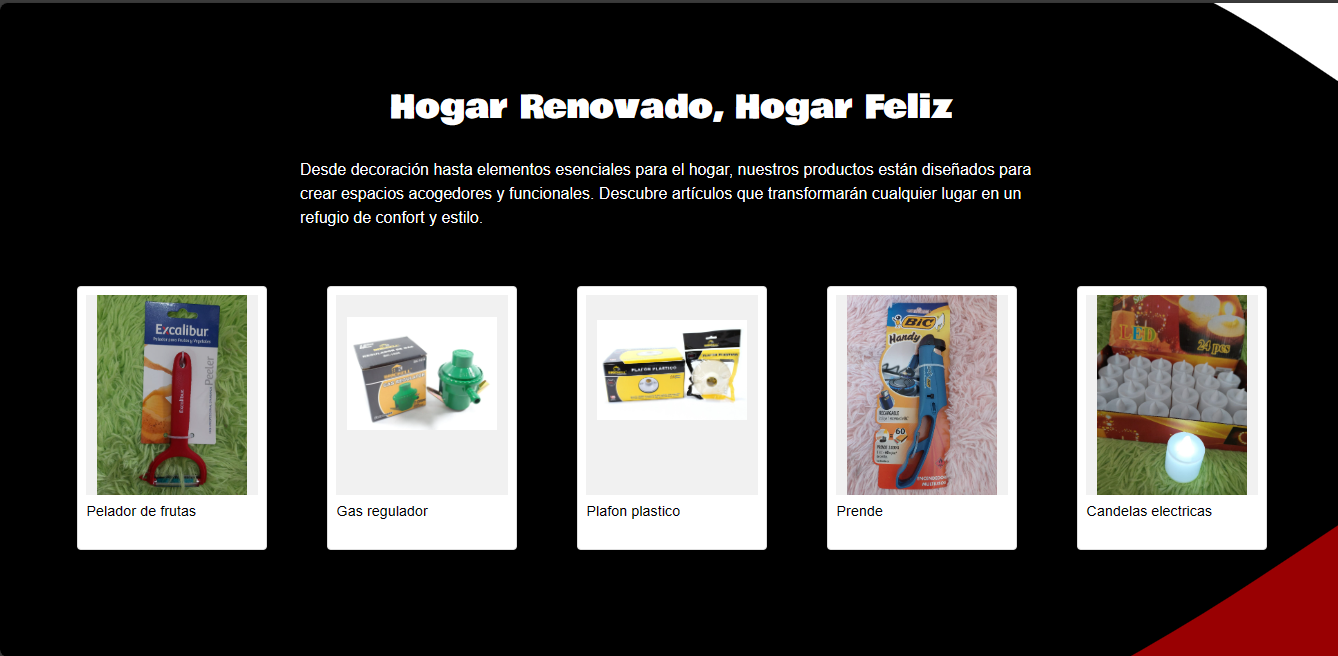 Hogar Renovado, Hogar Feliz
Desde decoración hasta elementos esenciales para el hogar, nuestros productos están diseñados para
crear espacios acogedores y funcionales. Descubre artículos que transformarán cualquier lugar en un
refugio de confort y estilo.
Excalibur
Peeler
Excalibur
PLAFON PLASTICO
BIC
Handy
60
LED
24 pcs
Pelador de frutas
Gas regulador
Plafon plastico
Prende
Candelas electricas